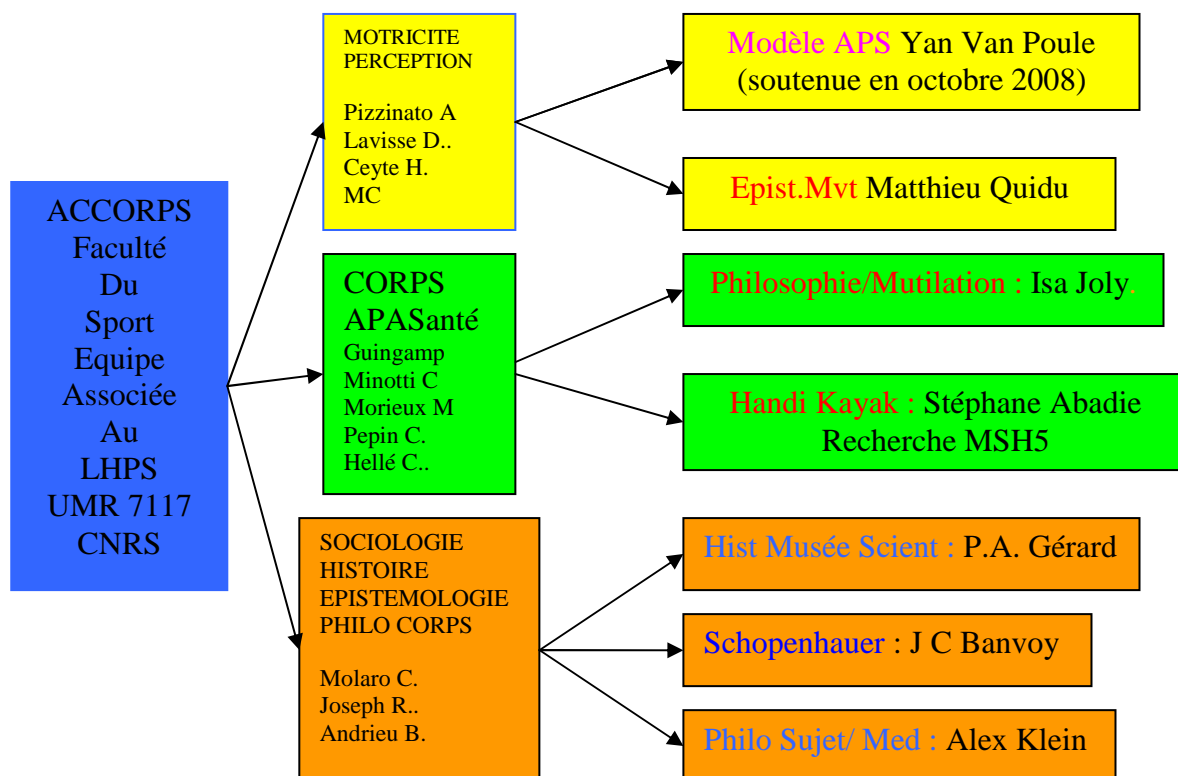 ACCORPS
Faculté
Du
Sport
Equipe
Associée
Au
LHPS
UMR 7117
CNRS
MOTRICITE
PERCEPTION
Pizzinato A
Lavisse D..
Ceyte H.
MC
Modèle APS Yan Van Poule
(soutenue en octobre 2008)
Epist.Mvt Matthieu Quidu
CORPS
APASanté
Guingamp
Minotti C
Morieux M
Pepin C.
Hellé C..
Philosophie/Mutilation : Isa Joly.
Handi Kayak : Stéphane Abadie
Recherche MSH5
SOCIOLOGIE
HISTOIRE
EPISTEMOLOGIE
PHILO CORPS
Molaro C.
Joseph R..
Andrieu B.
Hist Musée Scient : P.A. Gérard
Schopenhauer : J C Banvoy
Philo Sujet/ Med : Alex Klein